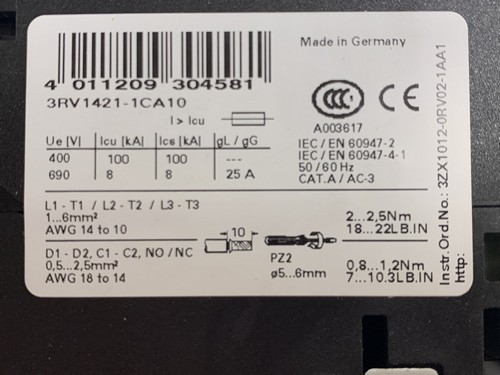 Made in Germany
4 011209 304581
3RV1421-1CA10
I > Icu
CCC
CE
A003617
IEC / EN 60947-2
IEC / EN 60947-4-1
50/60Hz
CAT.A / AC-3
Ue [V] Icu [kA] Ics [kA] gL / gG
400 100 100 ---
690 8 8 25 A
L1 - T1 / L2 - T2 / L3 - T3
1...6mm²
AWG 14 to 10
2...2,5Nm
18...22LB.IN
D1 - D2, C1 - C2, NO / NC
0,5...2,5mm²
AWG 18 to 14
10
PZ2
ø5...6mm
0,8...1,2Nm
7...10.3LB.IN
Instr.Ord.No.: 3ZX1012-0RV02-1AA1
http: